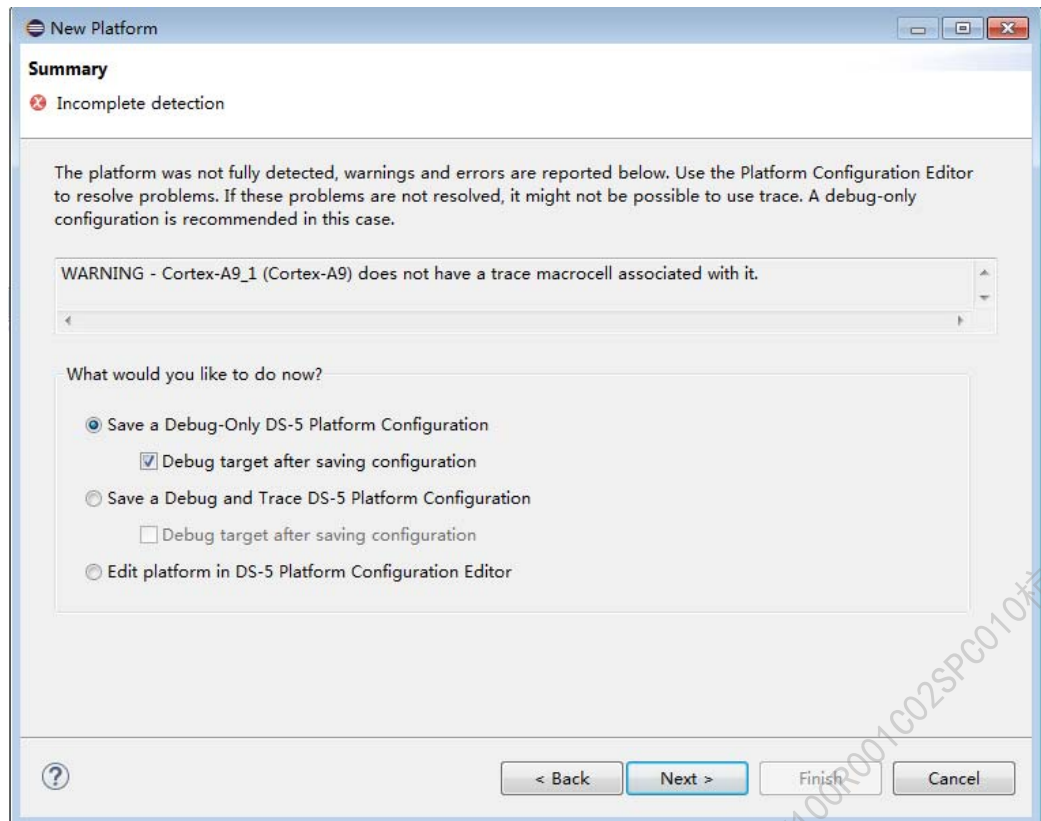 New Platform
Summary
Incomplete detection
The platform was not fully detected, warnings and errors are reported below. Use the Platform Configuration Editor
to resolve problems. If these problems are not resolved, it might not be possible to use trace. A debug-only
configuration is recommended in this case.
WARNING - Cortex-A9_1 (Cortex-A9) does not have a trace macrocell associated with it.
What would you like to do now?
Save a Debug-Only DS-5 Platform Configuration
Debug target after saving configuration
Save a Debug and Trace DS-5 Platform Configuration
Debug target after saving configuration
Edit platform in DS-5 Platform Configuration Editor
? < Back Next > Finish Cancel
00R001C02SPC010